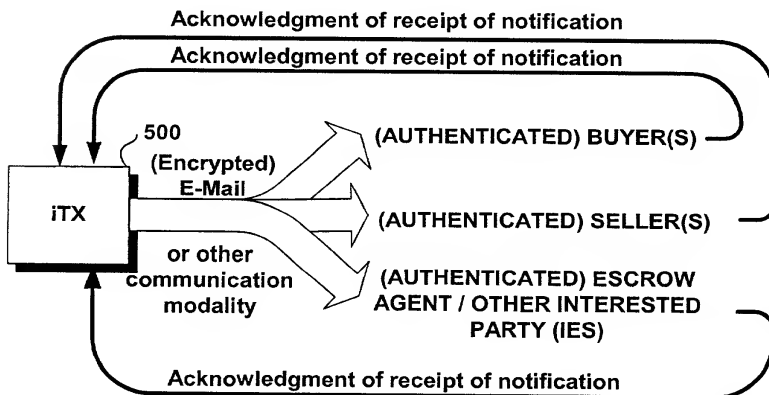 Acknowledgment of receipt of notification
Acknowledgment of receipt of notification
500
(Encrypted)
E-Mail
iTX
or other
communication
modality
(AUTHENTICATED) BUYER(S)
(AUTHENTICATED) SELLER(S)
(AUTHENTICATED) ESCROW
AGENT / OTHER INTERESTED
PARTY (IES)
Acknowledgment of receipt of notification